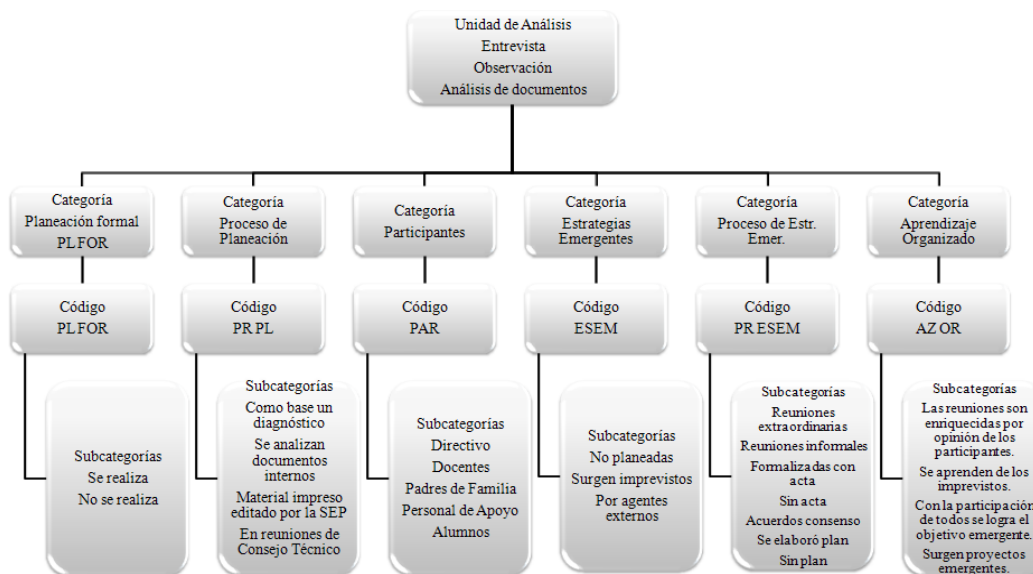 Unidad de Análisis
Entrevista
Observación
Análisis de documentos
Categoría
Planeación formal
PL FOR
Categoría
Proceso de
Planeación
Categoría
Participantes
Categoría
Estrategias
Emergentes
Categoría
Proceso de Estr.
Emer.
Categoría
Aprendizaje
Organizado
Código
PL FOR
Código
PR PL
Código
PAR
Código
ESEM
Código
PR ESEM
Código
AZ OR
Subcategorías
Se realiza
No se realiza
Subcategorías
Como base un
diagnóstico
Se analizan
documentos
internos
Material impreso
editado por la SEP
En reuniones de
Consejo Técnico
Subcategorías
Directivo
Docentes
Padres de Familia
Personal de Apoyo
Alumnos
Subcategorías
No planeadas
Surgen imprevistos
Por agentes
externos
Subcategorías
Reuniones
extraordinarias
Reuniones informales
Formalizadas con
acta
Sin acta
Acuerdos consenso
Se elaboró plan
Sin plan
Subcategorías
Las reuniones son
enriquecidas por
opinión de los
participantes.
Se aprenden de los
imprevistos.
Con la participación
de todos se logra el
objetivo emergente.
Surgen proyectos
emergentes.